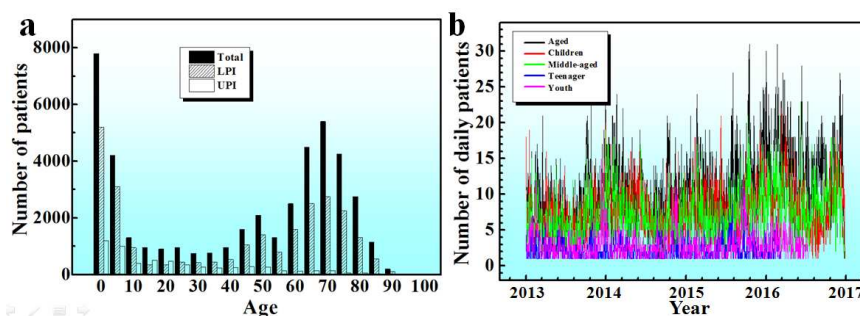 a
Number of patients
8000
6000
4000
2000
0
Total
LPI
UPI
0 10 20 30 40 50 60 70 80 90 100
Age
b
Number of daily patients
30
25
20
15
10
5
0
Aged
Children
Middle-aged
Teenager
Youth
2013 2014 2015 2016 2017
Year